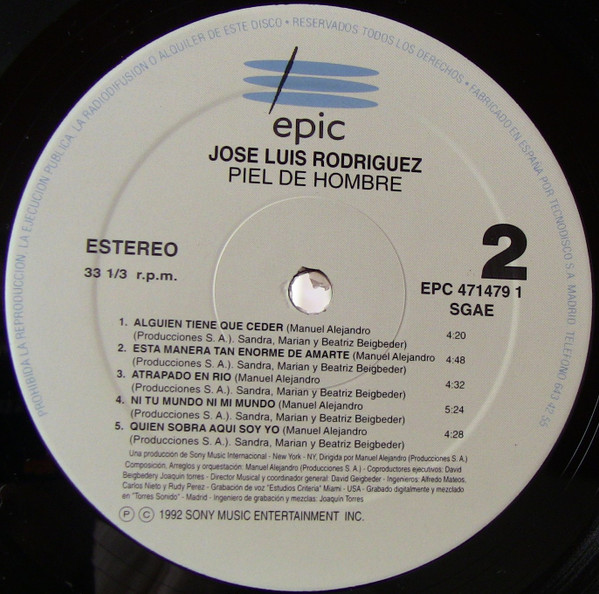 PROHIBIDA LA REPRODUCCION LA EJECUCION PUBLICA, LA RADIODIFUSION O ALQUILER DE ESTE DISCO • RESERVADOS TODOS LOS DERECHOS • FABRICADO EN ESPAÑA POR TECNODISCO S A MADRID TELEFONO 643 42 55
epic
JOSE LUIS RODRIGUEZ
PIEL DE HOMBRE
ESTEREO
33 1/3 r.p.m.
2
EPC 471479 1
SGAE
1. ALGUIEN TIENE QUE CEDER (Manuel Alejandro
(Producciones S. A.). Sandra, Marian y Beatriz Beigbeder) 4:20
2. ESTA MANERA TAN ENORME DE AMARTE (Manuel Alejandro
(Producciones S. A.). Sandra, Marian y Beatriz Beigbeder) 4:48
3. ATRAPADO EN RIO (Manuel Alejandro
(Producciones S. A.). Sandra, Marian y Beatriz Beigbeder) 4:32
4. NI TU MUNDO NI MI MUNDO (Manuel Alejandro
(Producciones S. A.). Sandra, Marian y Beatriz Beigbeder) 5:24
5. QUIEN SOBRA AQUI SOY YO (Manuel Alejandro
(Producciones S. A.). Sandra, Marian y Beatriz Beigbeder) 4:28
Una produccion de Sony Music Internacional - New York - NY. Dirigida por Manuel Alejandro (Producciones S. A.)
Composición, Arreglos y orquestación: Manuel Alejandro (Producciones S. A.) - Coproductores ejecutivos: David
Beigbedery Joaquin torres - Director Musical y coordinador general: David Geigbeder - Ingenieros: Alfredo Mateos,
Carlos Nieto y Rudy Perez - Grabación de voz "Estudios Criteria" Miami - USA - Grabado digitalmente y mezclado
en "Torres Sonido" - Madrid - Ingeniero de grabación y mezclas: Joaquin Torres
Ⓟ Ⓒ 1992 SONY MUSIC ENTERTAINMENT INC.